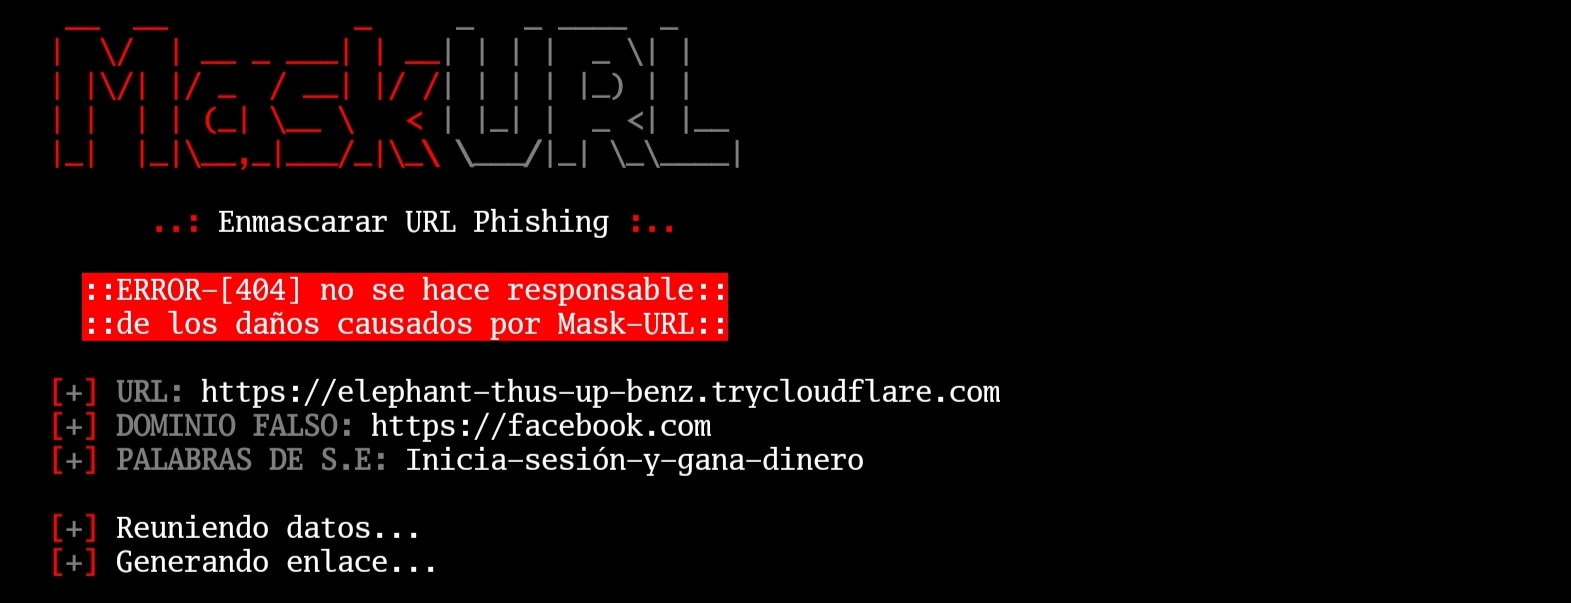 MaskURL
..: Enmascarar URL Phishing :..
::ERROR-[404] no se hace responsable::
::de los daños causados por Mask-URL::
[+] URL: https://elephant-thus-up-benz.trycloudflare.com
[+] DOMINIO FALSO: https://facebook.com
[+] PALABRAS DE S.E: Inicia-sesión-y-gana-dinero
[+] Reuniendo datos...
[+] Generando enlace...